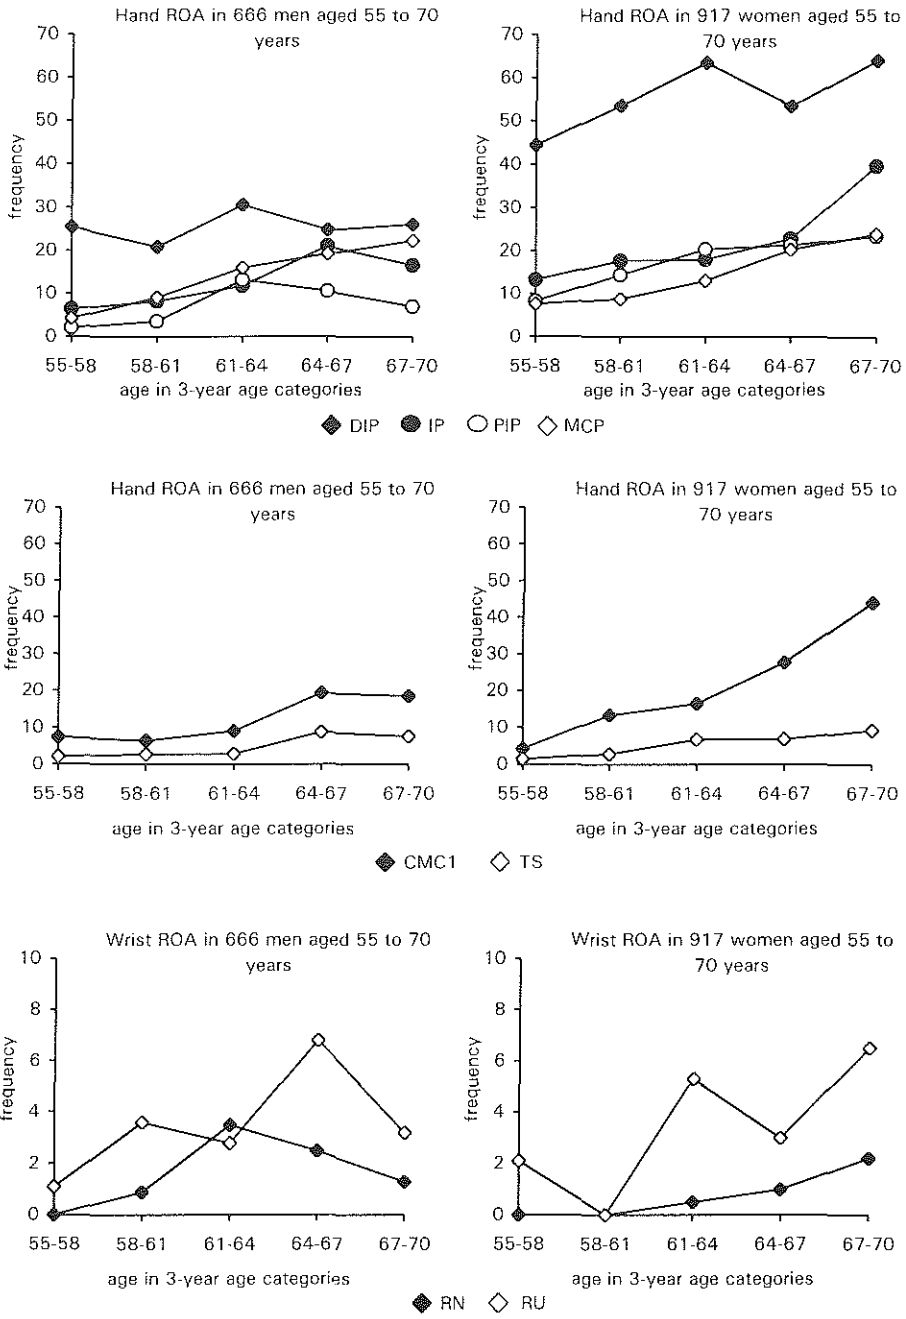 Hand ROA in 666 men aged 55 to 70
years
frequency
70
60
50
40
30
20
10
0
55-58 58-61 61-64 64-67 67-70
age in 3-year age categories
Hand ROA in 917 women aged 55 to
70 years
frequency
70
60
50
40
30
20
10
0
55-58 58-61 61-64 64-67 67-70
age in 3-year age categories
DIP IP PIP MCP
Hand ROA in 666 men aged 55 to 70
years
frequency
70
60
50
40
30
20
10
0
55-58 58-61 61-64 64-67 67-70
age in 3-year age categories
Hand ROA in 917 women aged 55 to
70 years
frequency
70
60
50
40
30
20
10
0
55-58 58-61 61-64 64-67 67-70
age in 3-year age categories
CMC1 TS
Wrist ROA in 666 men aged 55 to 70
years
frequency
10
8
6
4
2
0
55-58 58-61 61-64 64-67 67-70
age in 3-year age categories
Wrist ROA in 917 women aged 55 to
70 years
frequency
10
8
6
4
2
0
55-58 58-61 61-64 64-67 67-70
age in 3-year age categories
RN RU